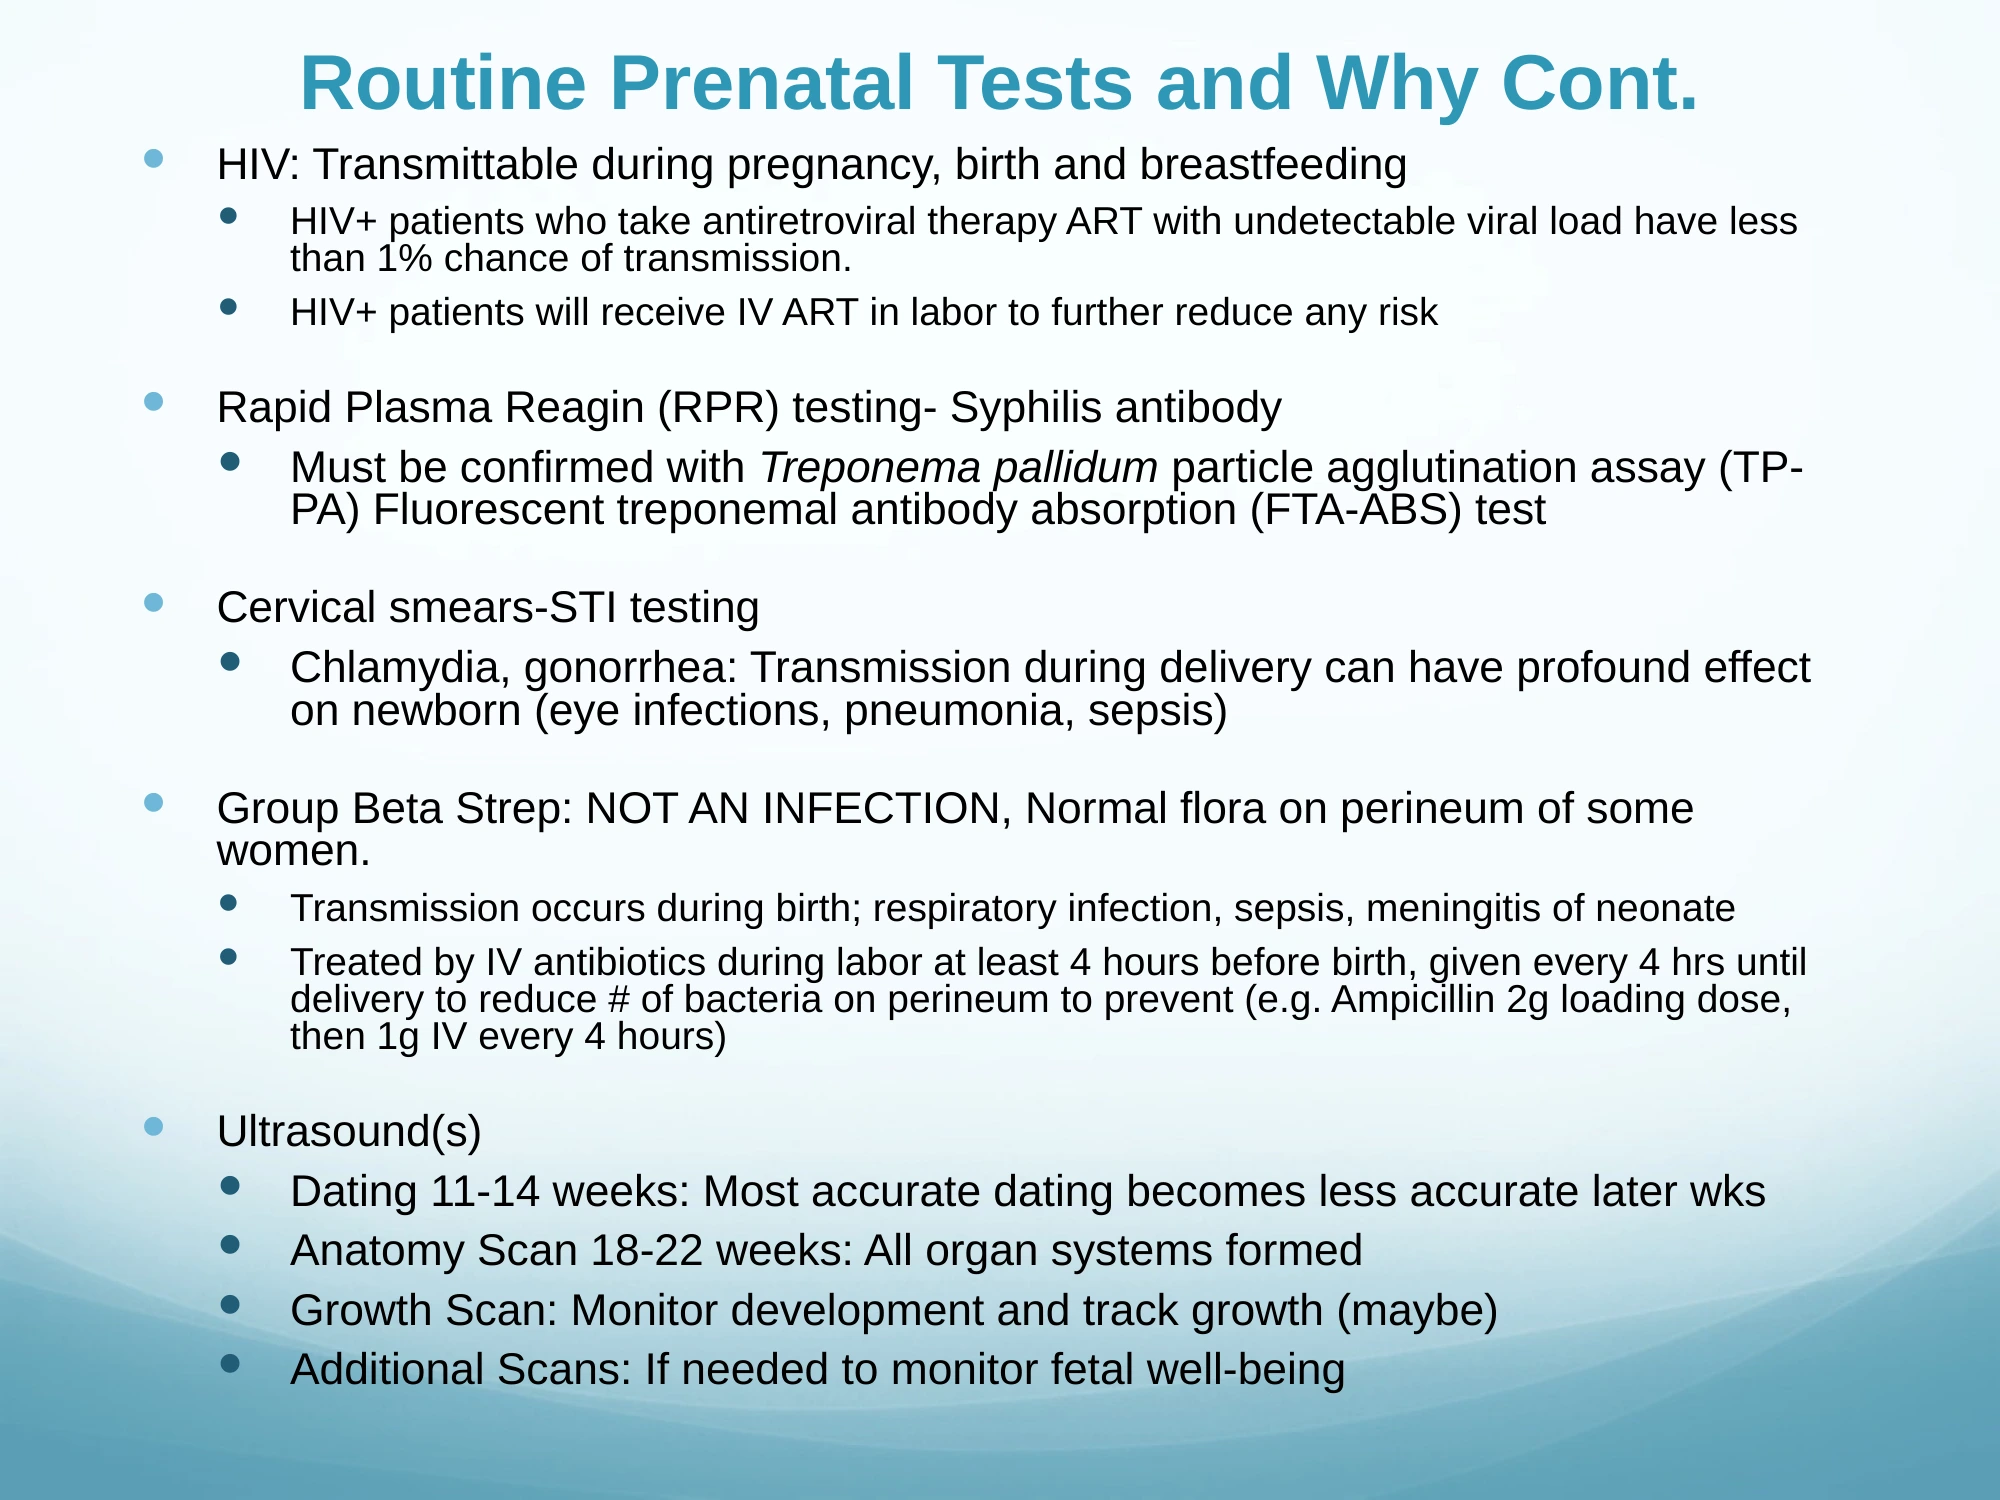 Routine Prenatal Tests and Why Cont.
• HIV: Transmittable during pregnancy, birth and breastfeeding
• HIV+ patients who take antiretroviral therapy ART with undetectable viral load have less
than 1% chance of transmission.
• HIV+ patients will receive IV ART in labor to further reduce any risk
• Rapid Plasma Reagin (RPR) testing- Syphilis antibody
• Must be confirmed with Treponema pallidum particle agglutination assay (TP-
PA) Fluorescent treponemal antibody absorption (FTA-ABS) test
• Cervical smears-STI testing
• Chlamydia, gonorrhea: Transmission during delivery can have profound effect
on newborn (eye infections, pneumonia, sepsis)
• Group Beta Strep: NOT AN INFECTION, Normal flora on perineum of some
women.
• Transmission occurs during birth; respiratory infection, sepsis, meningitis of neonate
• Treated by IV antibiotics during labor at least 4 hours before birth, given every 4 hrs until
delivery to reduce # of bacteria on perineum to prevent (e.g. Ampicillin 2g loading dose,
then 1g IV every 4 hours)
• Ultrasound(s)
• Dating 11-14 weeks: Most accurate dating becomes less accurate later wks
• Anatomy Scan 18-22 weeks: All organ systems formed
• Growth Scan: Monitor development and track growth (maybe)
• Additional Scans: If needed to monitor fetal well-being